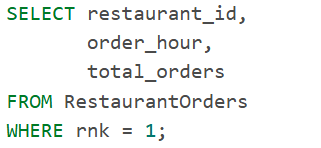 SELECT restaurant_id,
       order_hour,
       total_orders
FROM RestaurantOrders
WHERE rnk = 1;